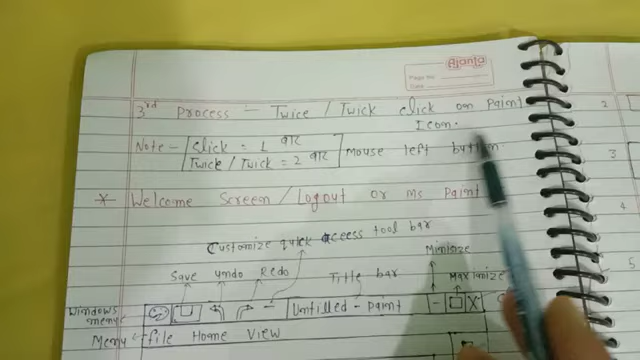 Ajanta
Page No.
Date
3rd Process - Twice / Twick click on Paint
Icon.
Note - Click = 1 बार
Twice / Twick = 2 बार Mouse left button.
Welcome Screen / Logout or ms Paint
Customize quick access tool bar
Minimize
Save undo Redo Title bar Maximize
Windows
menu
Untilled - Paint
Menu file Home View
2
3
4
5